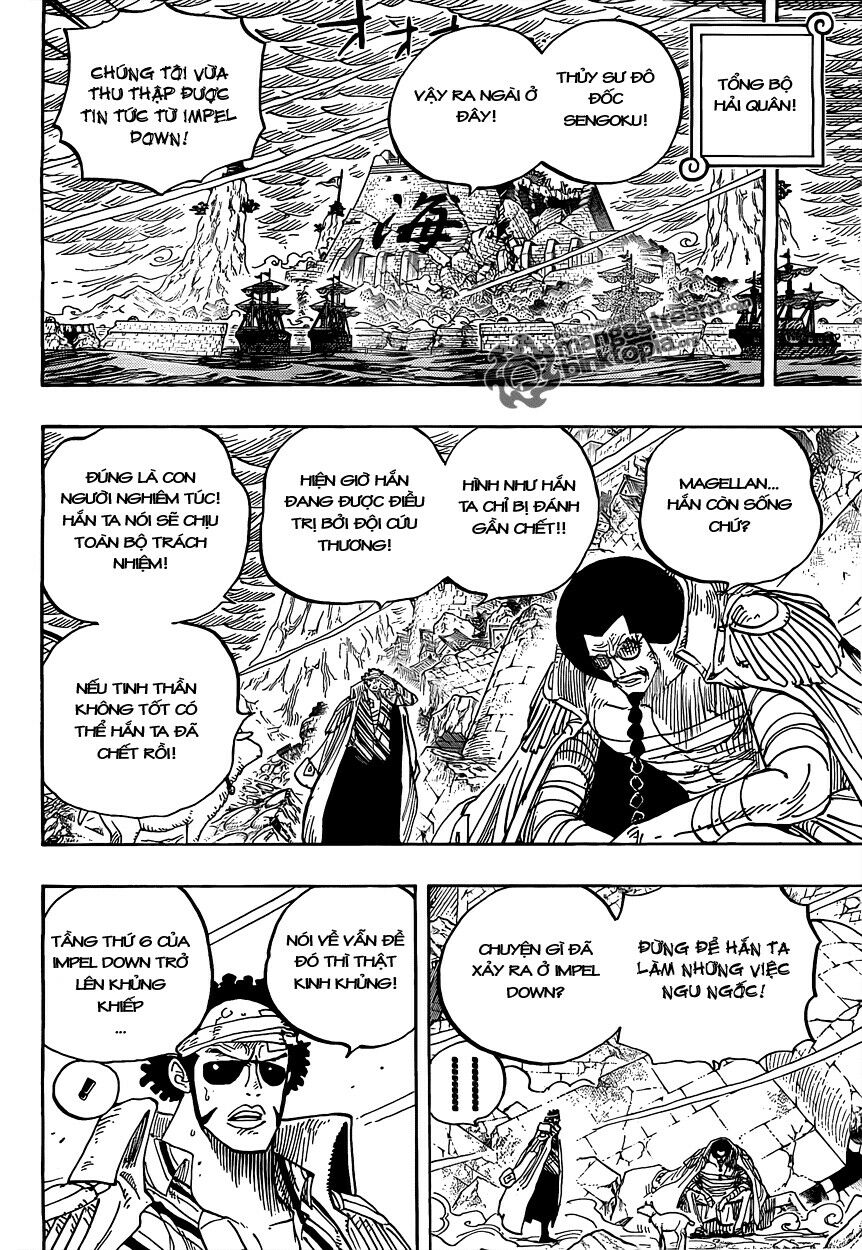 TỔNG BỘ
HẢI QUÂN!
THỦY SƯ ĐÔ
ĐỐC
SENGOKU!
VẬY RA NGÀI Ở
ĐÂY!
CHÚNG TÔI VỪA
THU THẬP ĐƯỢC
TIN TỨC TỪ IMPEL
DOWN!
海
mangastream.com
binktopia
MAGELLAN...
HẮN CÒN SỐNG
CHỨ?
HÌNH NHƯ HẮN
TA CHỈ BỊ ĐÁNH
GẦN CHẾT!!
HIỆN GIỜ HẮN
ĐANG ĐƯỢC ĐIỀU
TRỊ BỞI ĐỘI CỨU
THƯƠNG!
ĐÚNG LÀ CON
NGƯỜI NGHIÊM TÚC!
HẮN TA NÓI SẼ CHỊU
TOÀN BỘ TRÁCH
NHIỆM!
NẾU TINH THẦN
KHÔNG TỐT CÓ
THỂ HẮN TA ĐÃ
CHẾT RỒI!
ĐỪNG ĐỂ HẮN TA
LÀM NHỮNG VIỆC
NGU NGỐC!
CHUYỆN GÌ ĐÃ
XẢY RA Ở IMPEL
DOWN?
NÓI VỀ VẤN ĐỀ
ĐÓ THÌ THẬT
KINH KHỦNG!
TẦNG THỨ 6 CỦA
IMPEL DOWN TRỞ
LÊN KHỦNG
KHIẾP
...
!